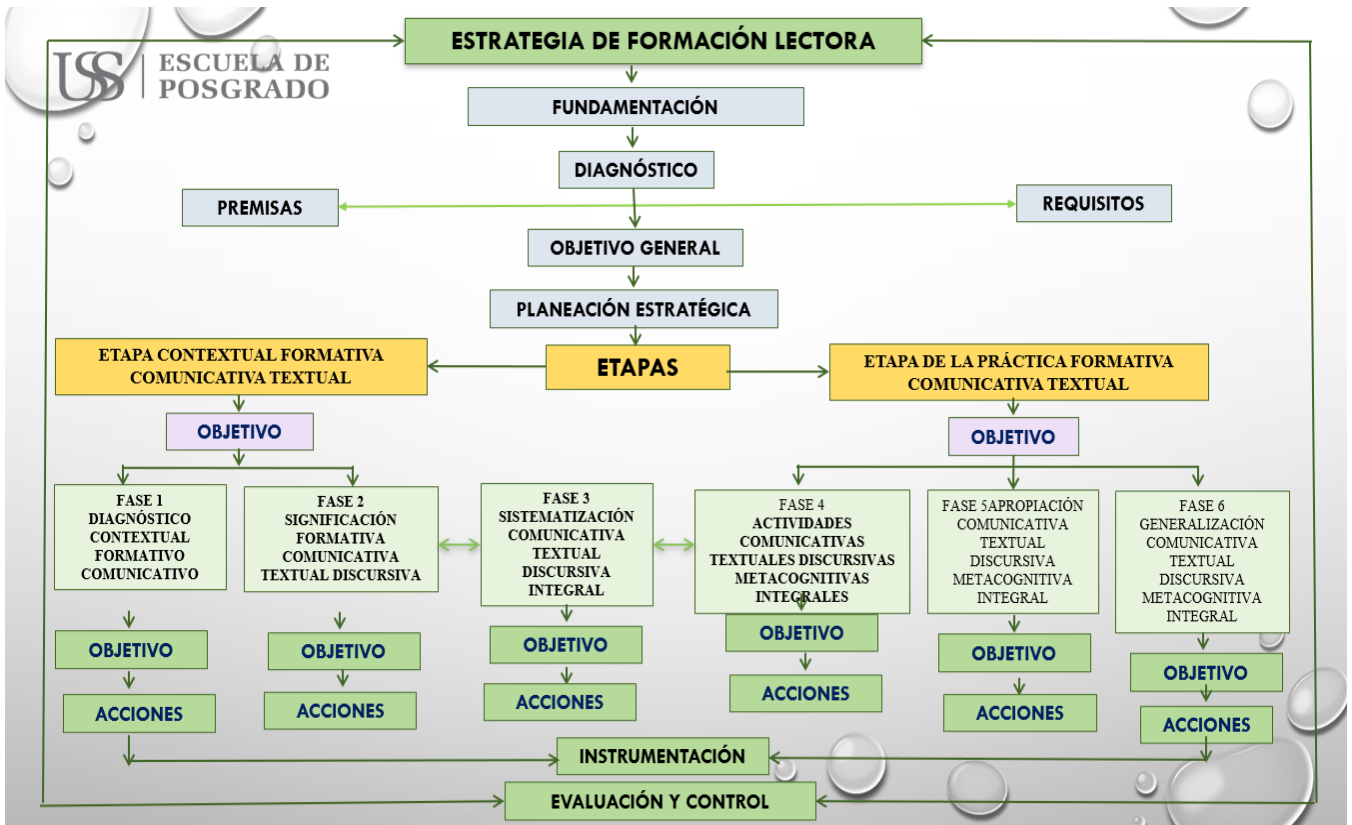 ESTRATEGIA DE FORMACIÓN LECTORA
USS
ESCUELA DE
POSGRADO
FUNDAMENTACIÓN
DIAGNÓSTICO
PREMISAS
REQUISITOS
OBJETIVO GENERAL
PLANEACIÓN ESTRATÉGICA
ETAPA CONTEXTUAL FORMATIVA
COMUNICATIVA TEXTUAL
ETAPAS
ETAPA DE LA PRÁCTICA FORMATIVA
COMUNICATIVA TEXTUAL
OBJETIVO
OBJETIVO
FASE 1
DIAGNÓSTICO
CONTEXTUAL
FORMATIVO
COMUNICATIVO
FASE 2
SIGNIFICACIÓN
FORMATIVA
COMUNICATIVA
TEXTUAL DISCURSIVA
FASE 3
SISTEMATIZACIÓN
COMUNICATIVA
TEXTUAL
DISCURSIVA
INTEGRAL
FASE 4
ACTIVIDADES
COMUNICATIVAS
TEXTUALES DISCURSIVAS
METACOGNITIVAS
INTEGRALES
FASE 5APROPIACIÓN
COMUNICATIVA
TEXTUAL
DISCURSIVA
METACOGNITIVA
INTEGRAL
FASE 6
GENERALIZACIÓN
COMUNICATIVA
TEXTUAL
DISCURSIVA
METACOGNITIVA
INTEGRAL
OBJETIVO
OBJETIVO
OBJETIVO
OBJETIVO
OBJETIVO
OBJETIVO
ACCIONES
ACCIONES
ACCIONES
ACCIONES
ACCIONES
ACCIONES
INSTRUMENTACIÓN
EVALUACIÓN Y CONTROL